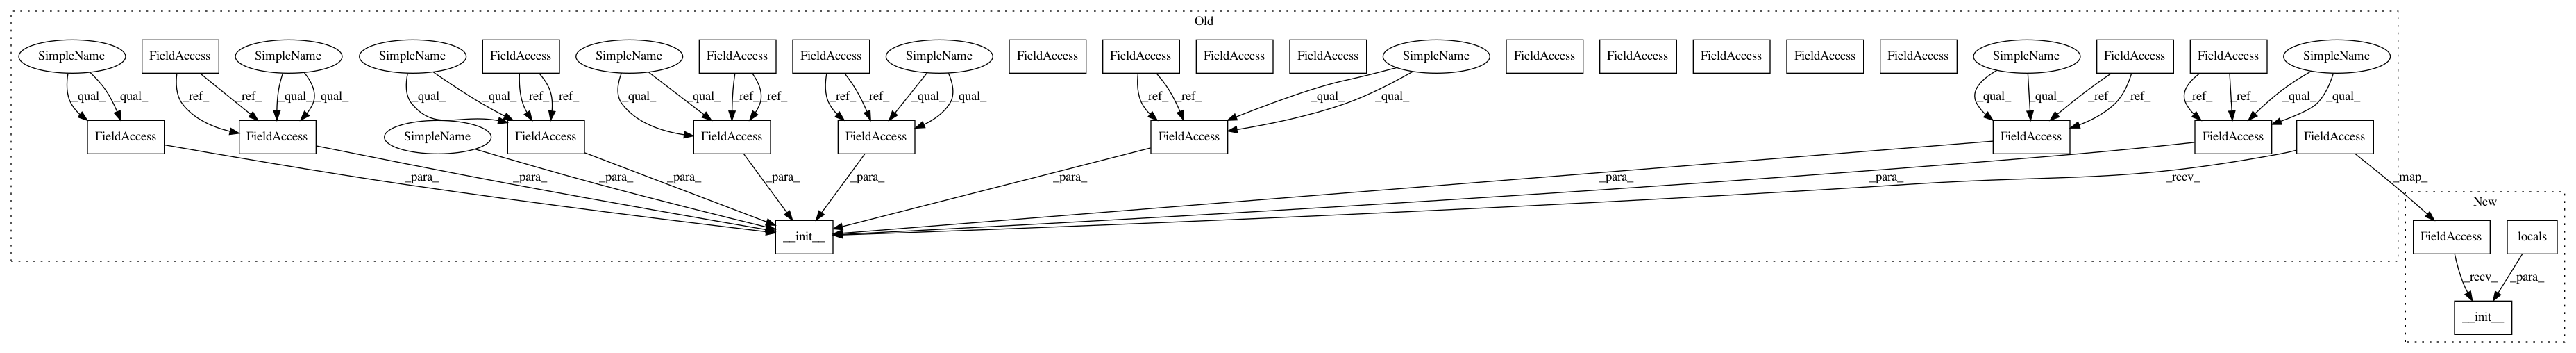 Old
SimpleName FieldAccess SimpleName SimpleName FieldAccess SimpleName FieldAccess FieldAccess SimpleName FieldAccess FieldAccess FieldAccess FieldAccess SimpleName FieldAccess FieldAccess FieldAccess FieldAccess FieldAccess SimpleName FieldAccess FieldAccess SimpleName
_qual_ _qual_ _ref_ _ref_ _qual_ _qual_ _qual_ _qual_ _ref_ _ref_ _qual_ _qual_ _ref_ _ref_ _ref_ _ref_ _qual_ _qual_ _ref_ _ref_ _qual_ _qual_ _qual_ _qual_ _ref_ _ref_ _ref_ _ref_ _qual_ _qual_
FieldAccess FieldAccess SimpleName FieldAccess FieldAccess FieldAccess FieldAccess FieldAccess FieldAccess FieldAccess
_para_ _para_ _para_ _para_ _para_ _para_ _para_ _para_ _para_ _recv_ _map_
New
__init__ FieldAccess locals
_recv_ _para_
__init__